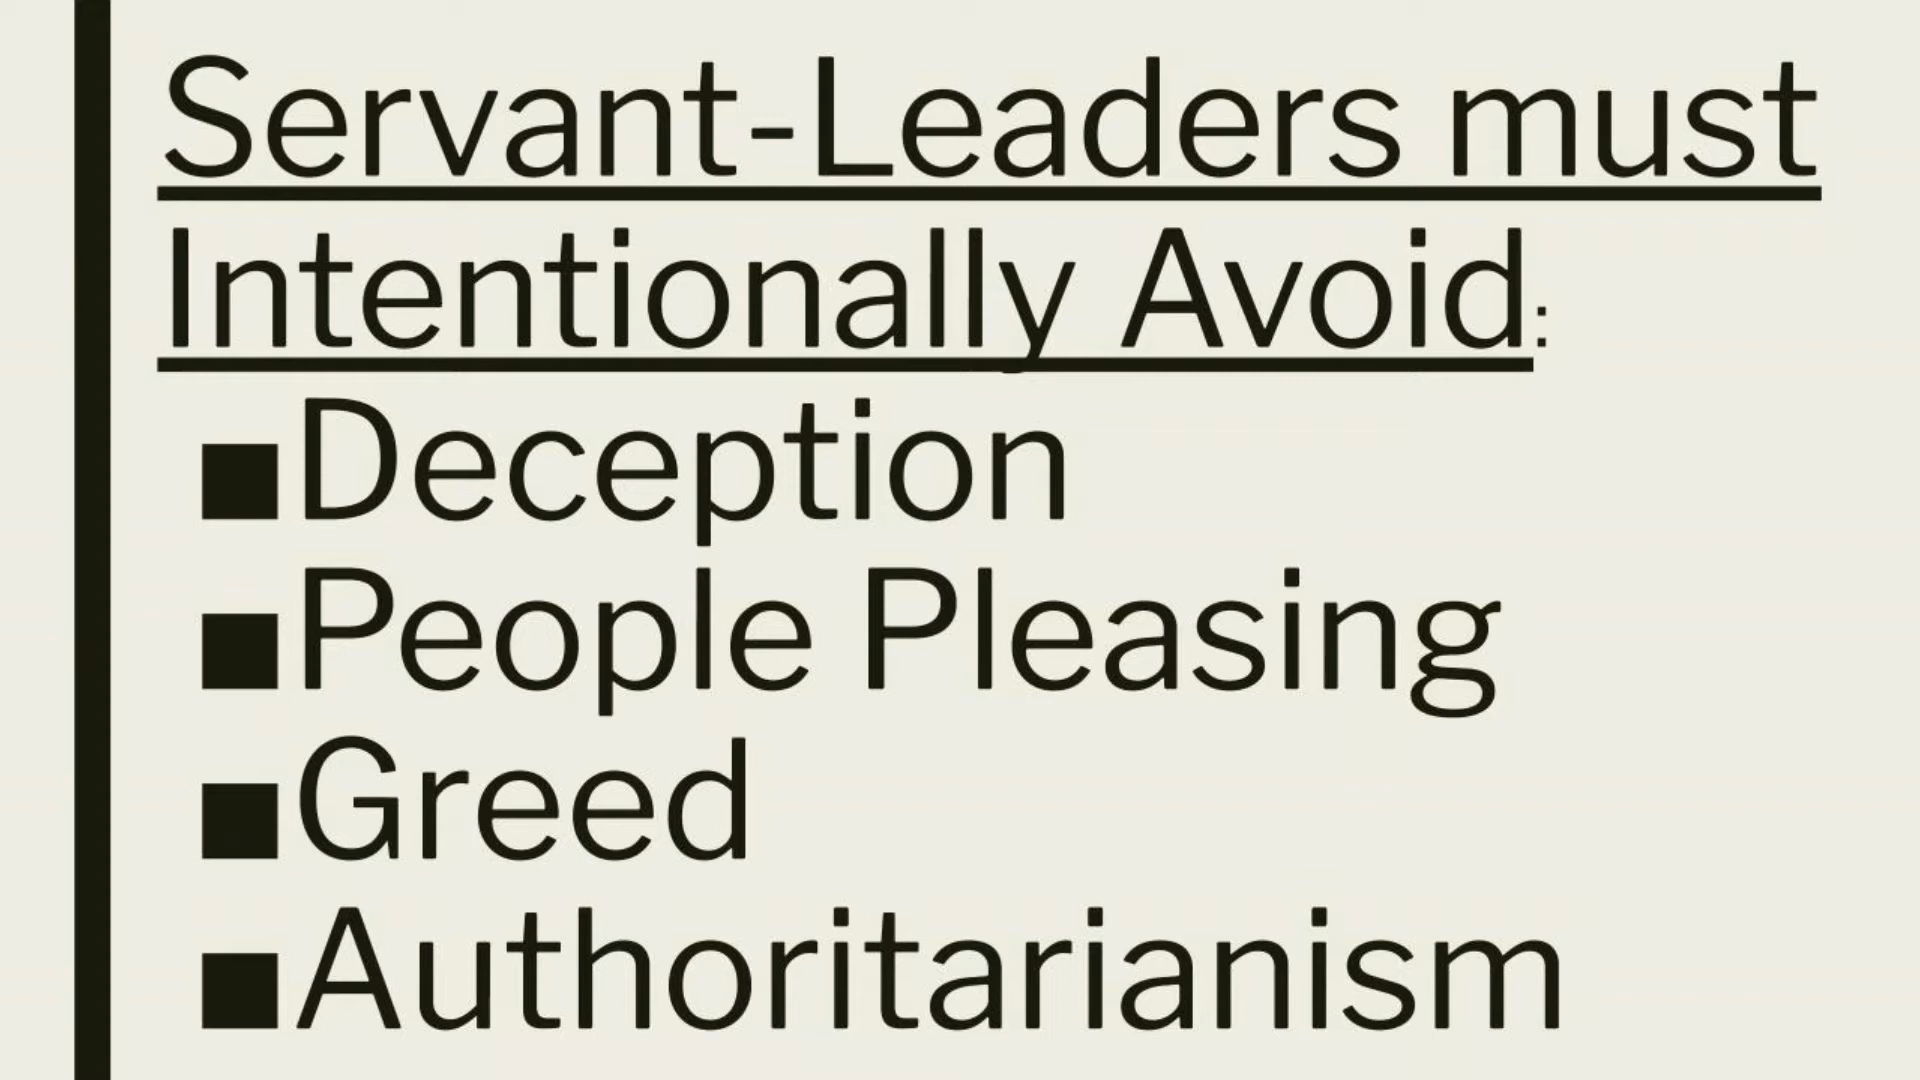 Servant-Leaders must
Intentionally Avoid:
■Deception
■People Pleasing
■Greed
■Authoritarianism